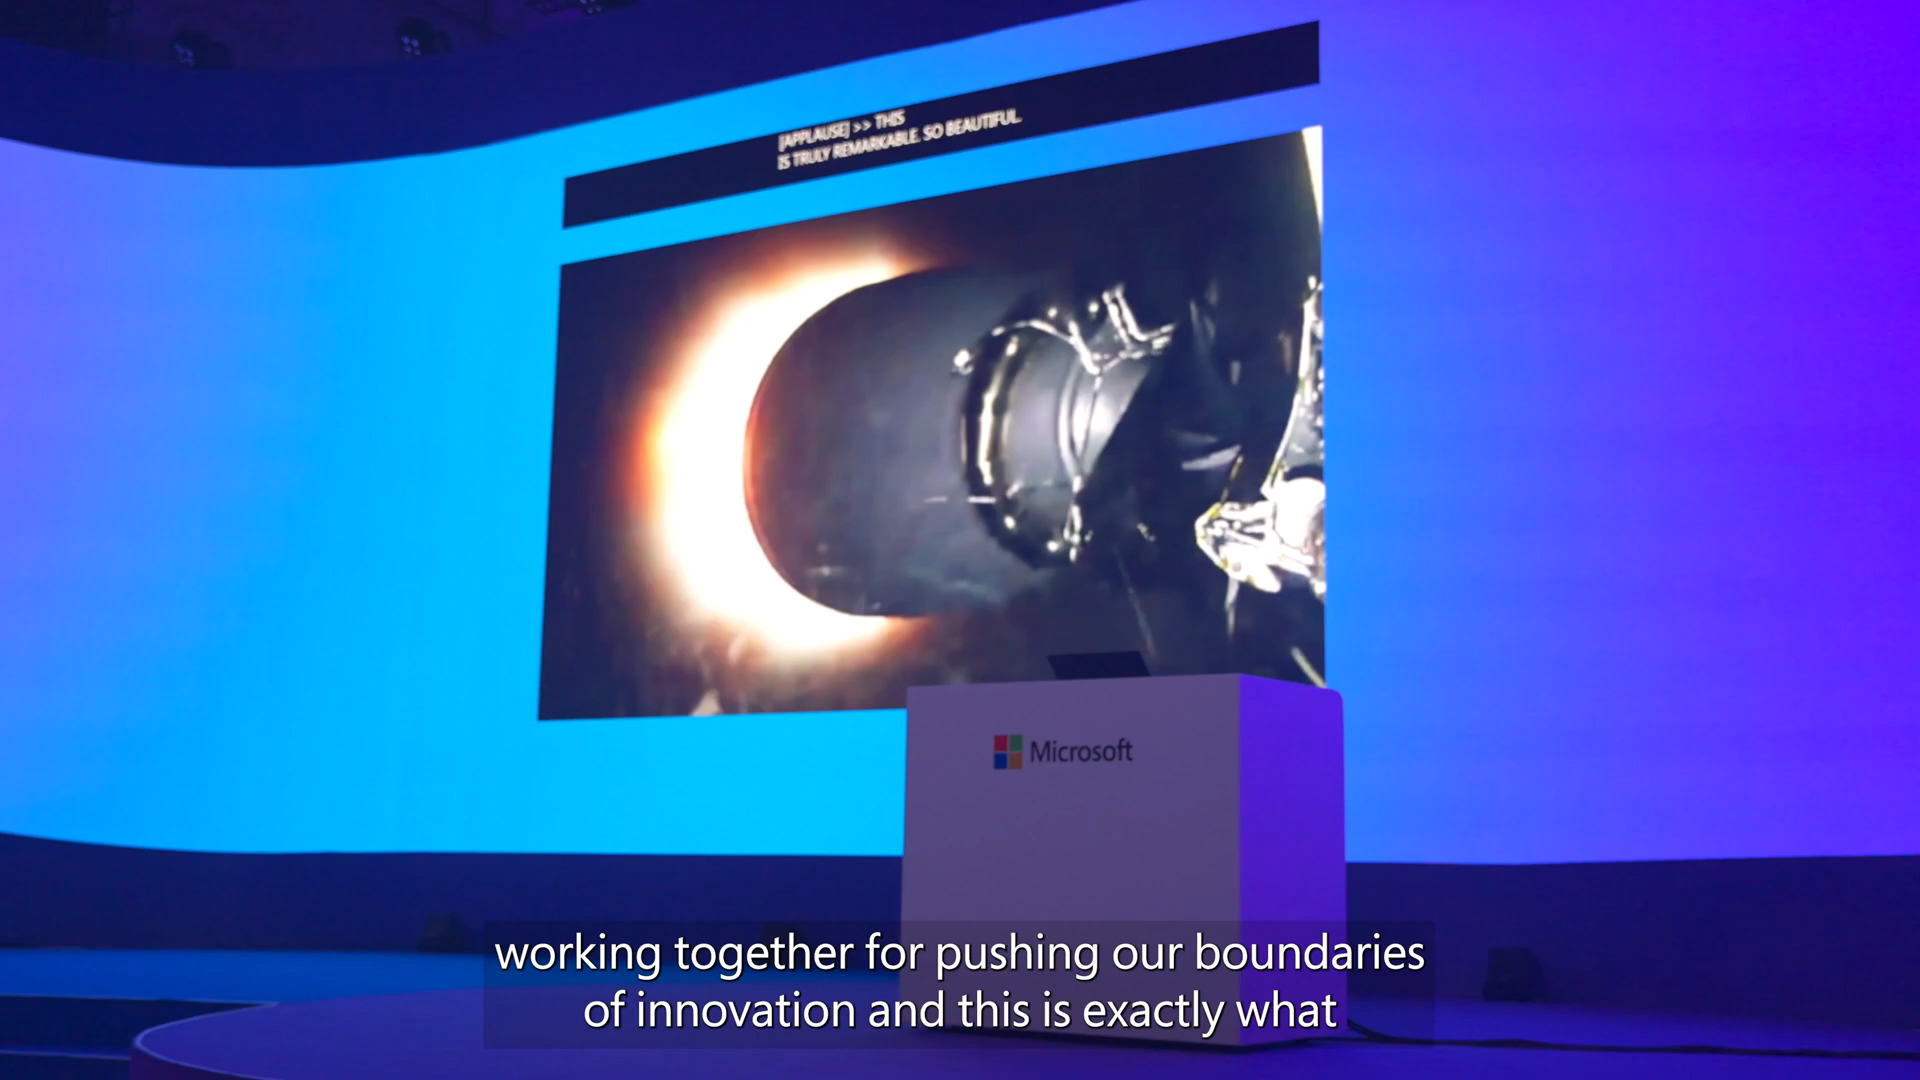 [APPLAUSE] >> THIS
IS TRULY REMARKABLE. SO BEAUTIFUL.
Microsoft
working together for pushing our boundaries
of innovation and this is exactly what